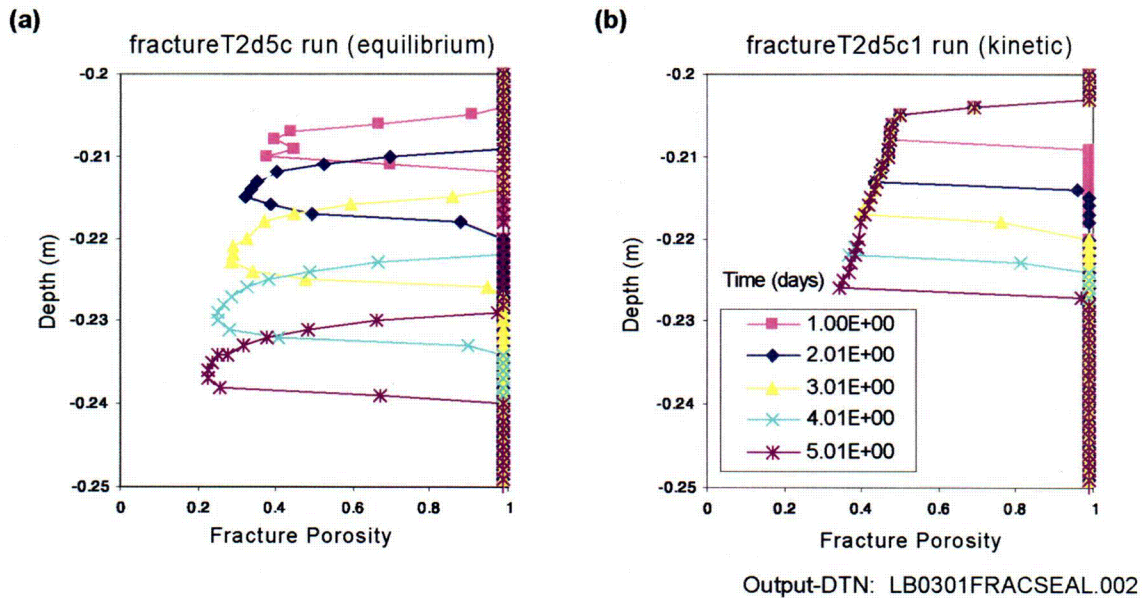 (a)
fractureT2d5c run (equilibrium)
-0.2
-0.21
-0.22
-0.23
-0.24
-0.25
Depth (m)
0 0.2 0.4 0.6 0.8 1
Fracture Porosity
(b)
fractureT2d5c1 run (kinetic)
-0.2
-0.21
-0.22
-0.23
-0.24
-0.25
Depth (m)
Time (days)
1.00E+00
2.01E+00
3.01E+00
4.01E+00
5.01E+00
0 0.2 0.4 0.6 0.8 1
Fracture Porosity
Output-DTN: LB0301FRACSEAL.002